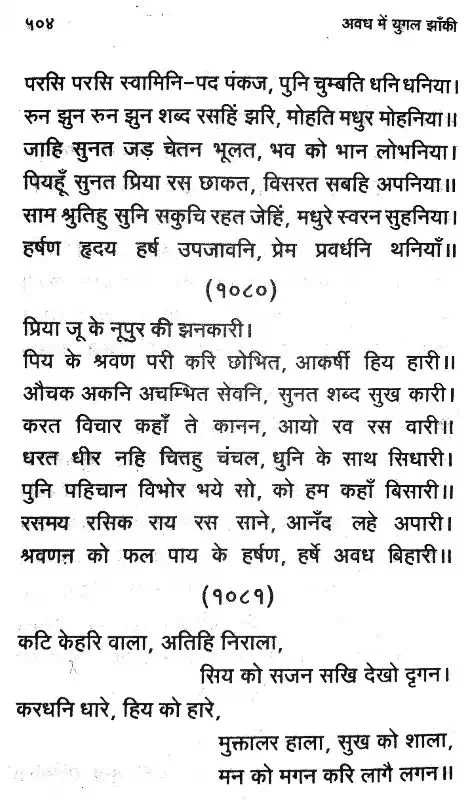 ५०४ अवध में युगल झाँकी
परसि परसि स्वामिनि-पद पंकज, पुनि चुम्बति धनि धनिया।
रुन झुन रुन झुन शब्द रसहिं झरि, मोहति मधुर मोहनिया॥
जाहि सुनत जड़ चेतन भूलत, भव को भान लोभनिया।
पियहूँ सुनत प्रिया रस छाकत, विसरत सबहि अपनिया॥
साम श्रुतिहु सुनि सकुचि रहत जेहिं, मधुरे स्वरन सुहनिया।
हर्षण हृदय हर्ष उपजावनि, प्रेम प्रवर्धनि थनियाँ॥
(१०८०)
प्रिया जू के नूपुर की झनकारी।
पिय के श्रवण परी करि छोभित, आकर्षी हिय हारी॥
औचक अकनि अचम्भित सेवनि, सुनत शब्द सुख कारी।
करत विचार कहाँ ते कानन, आयो रव रस वारी॥
धरत धीर नहि चित्तहु चंचल, धुनि के साथ सिधारी।
पुनि पहिचान विभोर भये सो, को हम कहाँ बिसारी॥
रसमय रसिक राय रस साने, आनँद लहे अपारी।
श्रवणन को फल पाय के हर्षण, हर्षे अवध बिहारी॥
(१०८१)
कटि केहरि वाला, अतिहि निराला,
सिय को सजन सखि देखो दृगन।
करधनि धारे, हिय को हारे,
मुक्तालर हाला, सुख को शाला,
मन को मगन करि लागै लगन॥